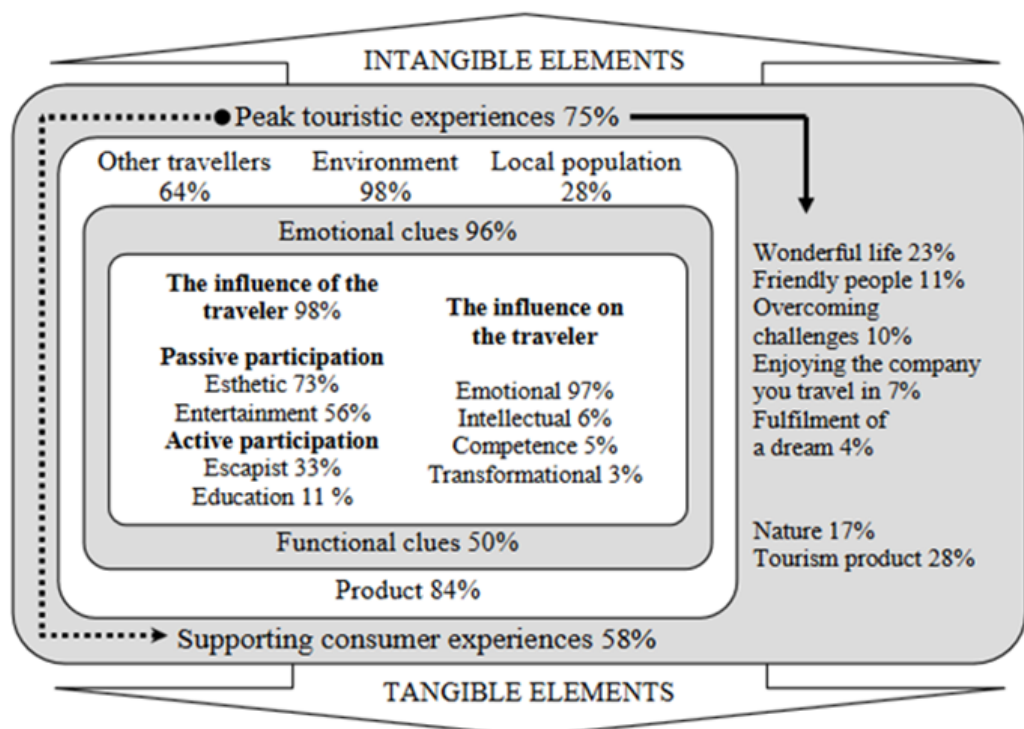 INTANGIBLE ELEMENTS
Peak touristic experiences 75%
Other travellers
64%
Environment
98%
Local population
28%
Emotional clues 96%
The influence of the
traveler 98%
Passive participation
Esthetic 73%
Entertainment 56%
Active participation
Escapist 33%
Education 11 %
The influence on
the traveler
Emotional 97%
Intellectual 6%
Competence 5%
Transformational 3%
Functional clues 50%
Product 84%
Supporting consumer experiences 58%
Wonderful life 23%
Friendly people 11%
Overcoming
challenges 10%
Enjoying the company
you travel in 7%
Fulfilment of
a dream 4%
Nature 17%
Tourism product 28%
TANGIBLE ELEMENTS